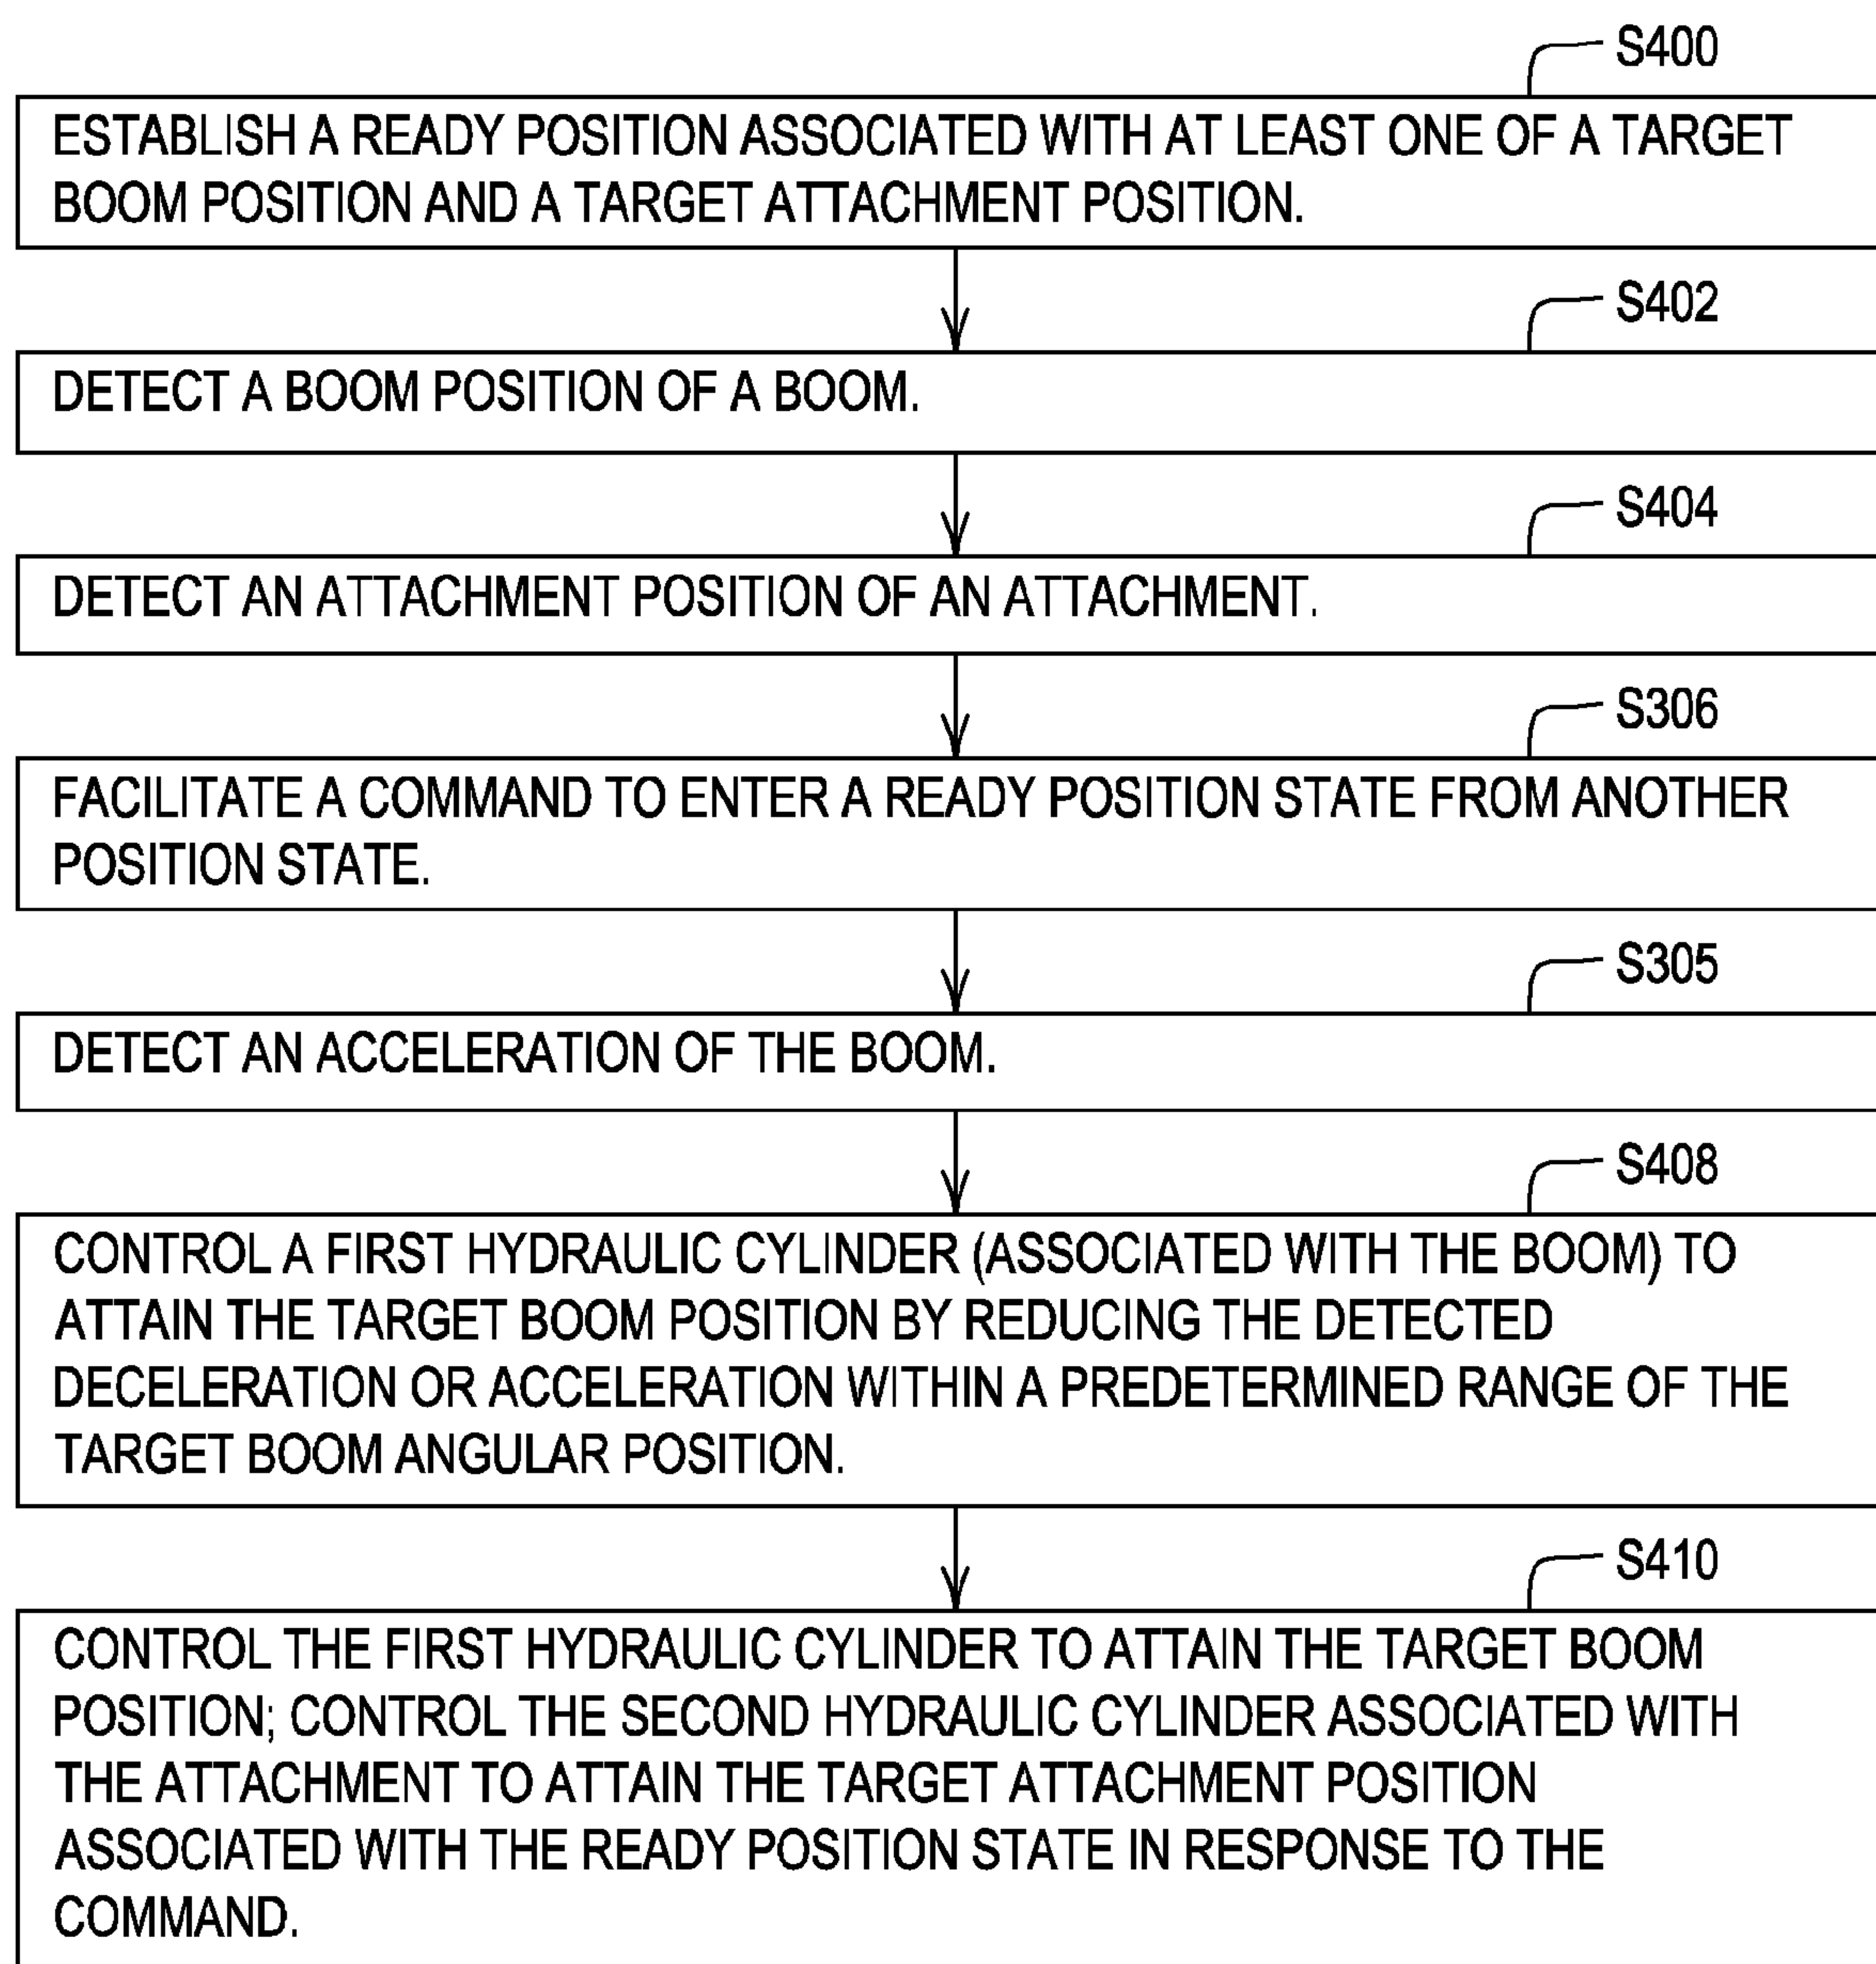 S400
ESTABLISH A READY POSITION ASSOCIATED WITH AT LEAST ONE OF A TARGET
BOOM POSITION AND A TARGET ATTACHMENT POSITION.
S402
DETECT A BOOM POSITION OF A BOOM.
S404
DETECT AN ATTACHMENT POSITION OF AN ATTACHMENT.
S306
FACILITATE A COMMAND TO ENTER A READY POSITION STATE FROM ANOTHER
POSITION STATE.
S305
DETECT AN ACCELERATION OF THE BOOM.
S408
CONTROL A FIRST HYDRAULIC CYLINDER (ASSOCIATED WITH THE BOOM) TO
ATTAIN THE TARGET BOOM POSITION BY REDUCING THE DETECTED
DECELERATION OR ACCELERATION WITHIN A PREDETERMINED RANGE OF THE
TARGET BOOM ANGULAR POSITION.
S410
CONTROL THE FIRST HYDRAULIC CYLINDER TO ATTAIN THE TARGET BOOM
POSITION; CONTROL THE SECOND HYDRAULIC CYLINDER ASSOCIATED WITH
THE ATTACHMENT TO ATTAIN THE TARGET ATTACHMENT POSITION
ASSOCIATED WITH THE READY POSITION STATE IN RESPONSE TO THE
COMMAND.